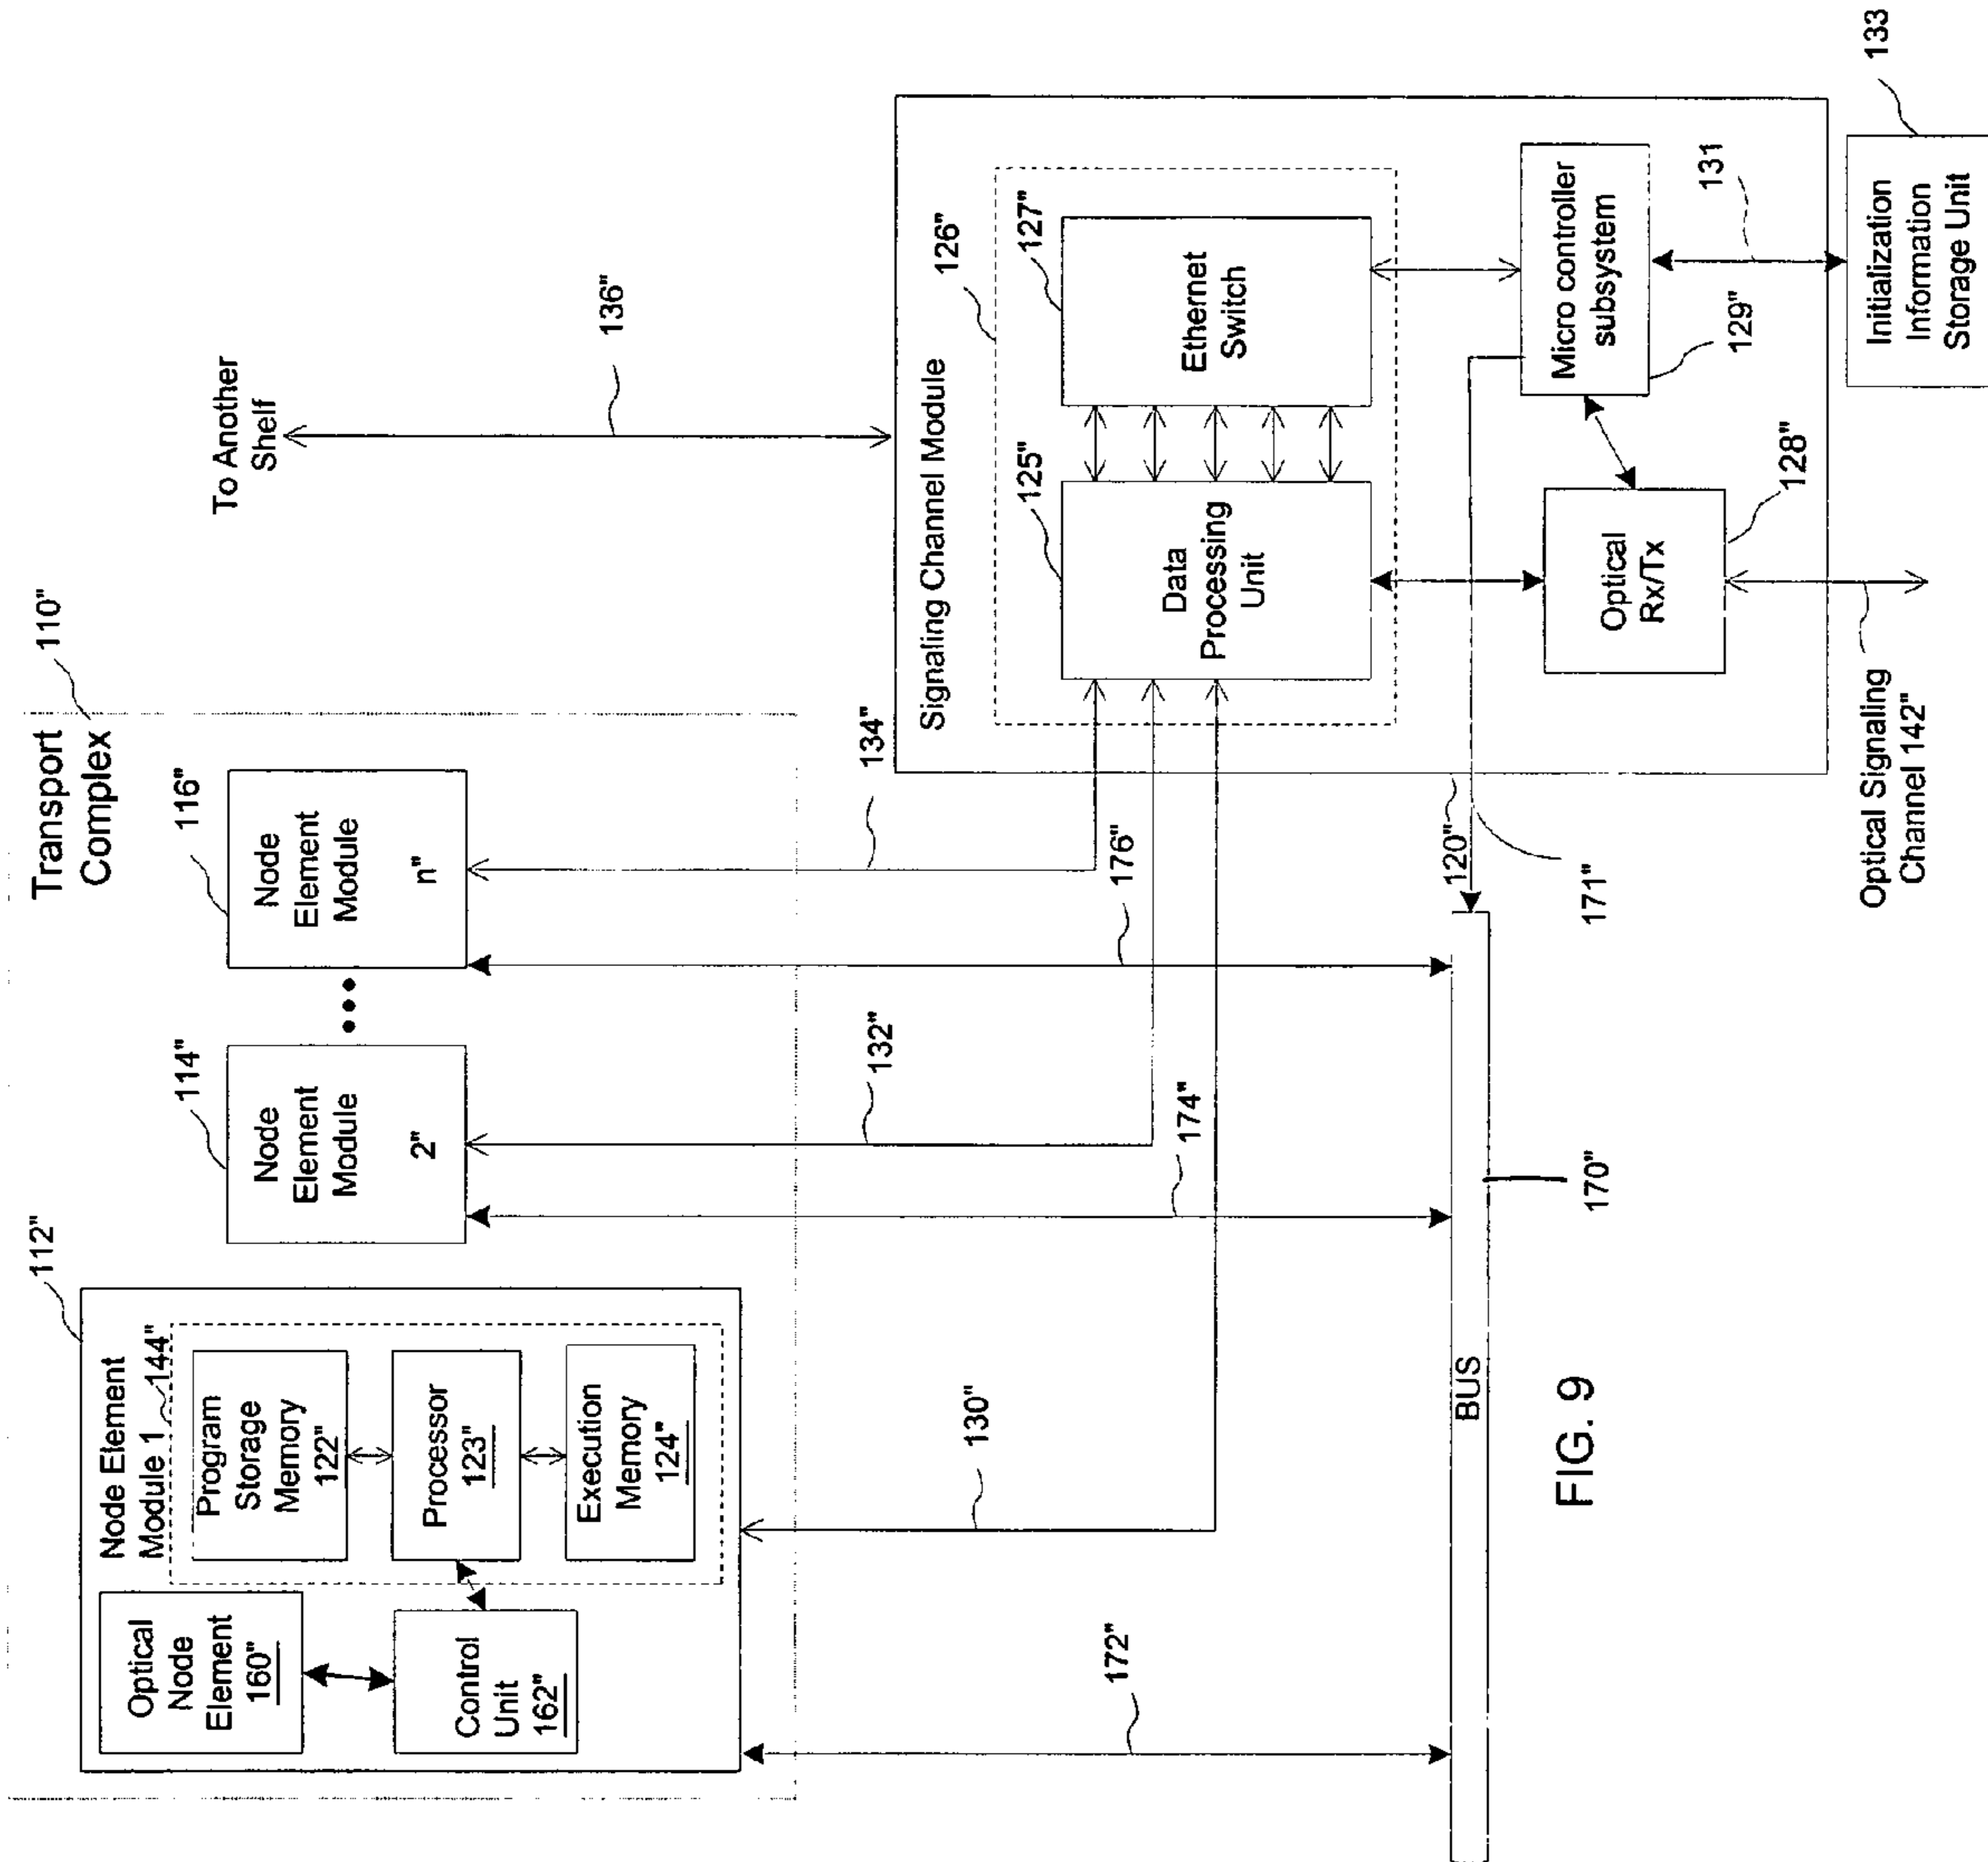 110"
Transport
Complex
112"
Node Element
Module 1
144"
Optical
Node
Element
160"
Control
Unit
162"
Program
Storage
Memory
122"
Processor
123"
Execution
Memory
124"
114"
Node
Element
Module
2"
116"
Node
Element
Module
n"
To Another
Shelf
136"
172"
130"
174"
132"
176"
134"
Signaling Channel Module
126"
125"
Data
Processing
Unit
127"
Ethernet
Switch
Optical
Rx/Tx
128"
Micro controller
subsystem
129"
131
133
Initialization
Information
Storage Unit
120"
171"
Optical Signaling
Channel 142"
BUS
170"
FIG. 9